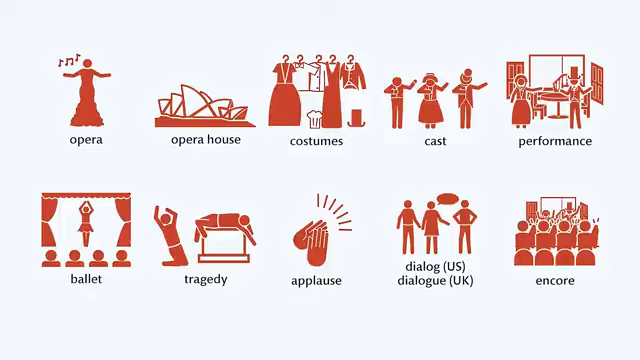 opera
opera house
costumes
cast
performance
ballet
tragedy
applause
dialog (US)
dialogue (UK)
encore